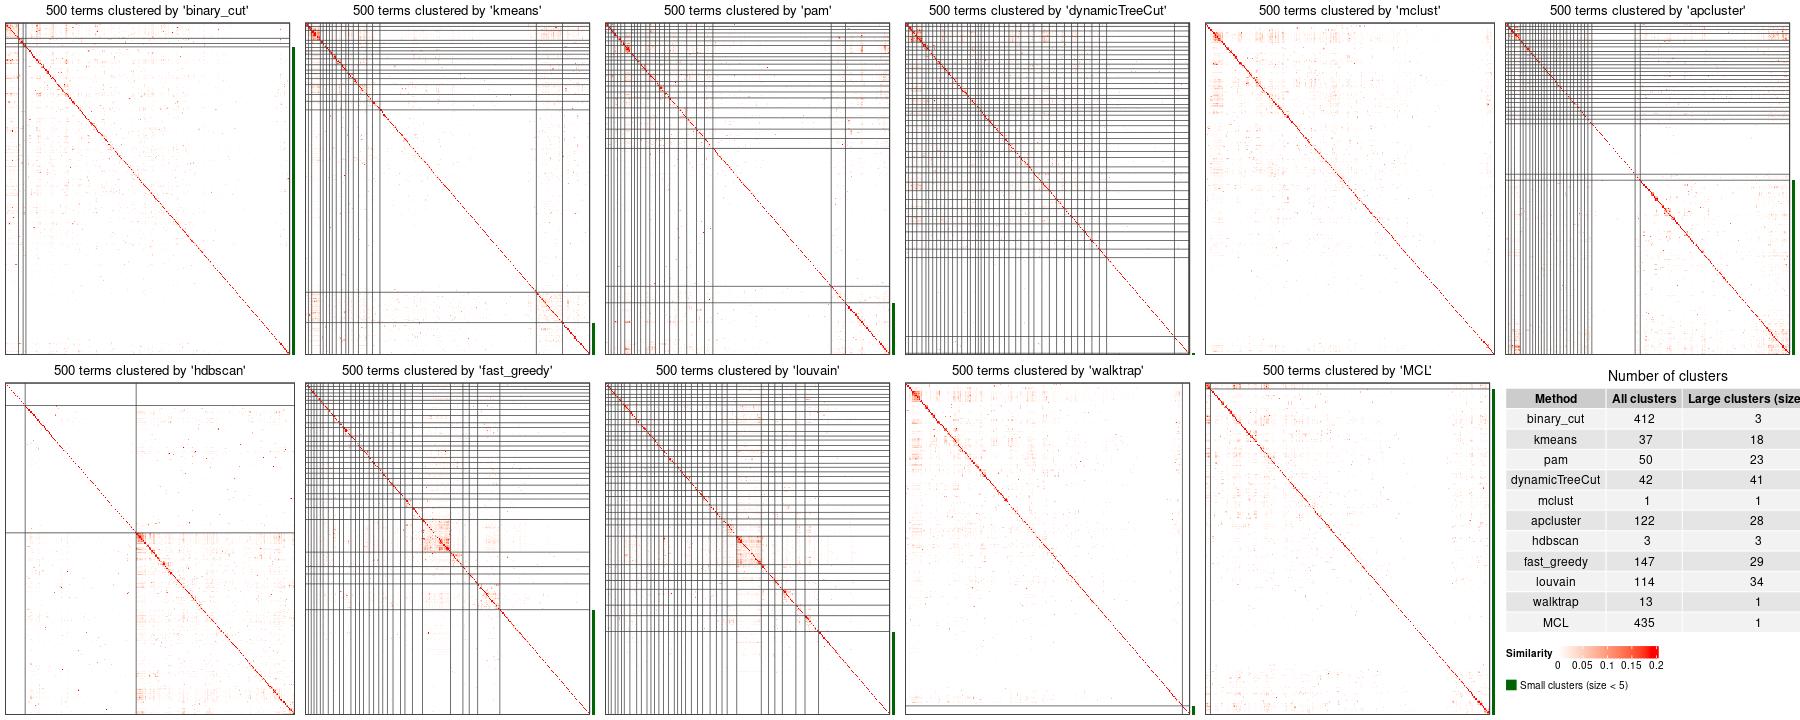 500 terms clustered by 'binary_cut'
500 terms clustered by 'kmeans'
500 terms clustered by 'pam'
500 terms clustered by 'dynamicTreeCut'
500 terms clustered by 'mclust'
500 terms clustered by 'apcluster'
500 terms clustered by 'hdbscan'
500 terms clustered by 'fast_greedy'
500 terms clustered by 'louvain'
500 terms clustered by 'walktrap'
500 terms clustered by 'MCL'
Number of clusters
Method All clusters Large clusters (size
binary_cut 412 3
kmeans 37 18
pam 50 23
dynamicTreeCut 42 41
mclust 1 1
apcluster 122 28
hdbscan 3 3
fast_greedy 147 29
louvain 114 34
walktrap 13 1
MCL 435 1
Similarity
0 0.05 0.1 0.15 0.2
Small clusters (size < 5)